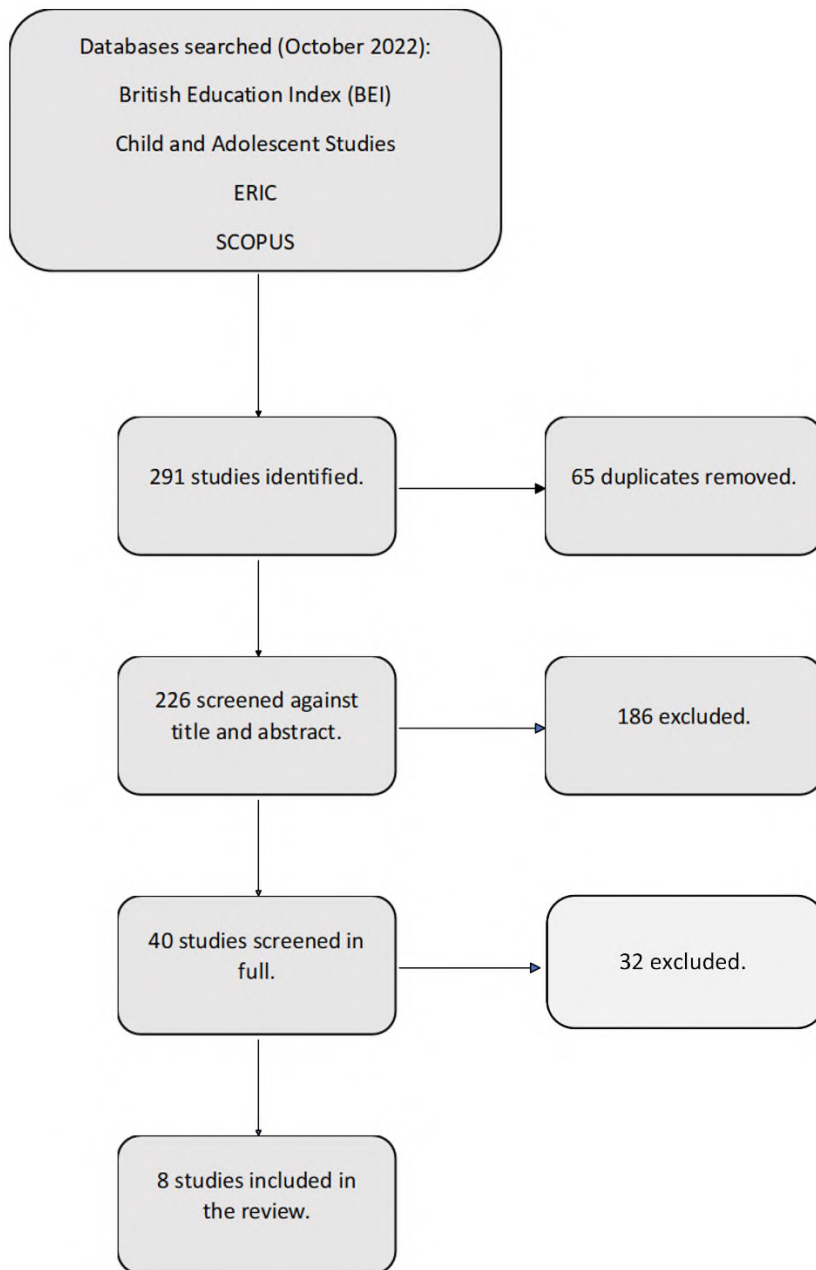 Databases searched (October 2022):
British Education Index (BEI)
Child and Adolescent Studies
ERIC
SCOPUS
291 studies identified.
65 duplicates removed.
226 screened against
title and abstract.
186 excluded.
40 studies screened in
full.
32 excluded.
8 studies included in
the review.